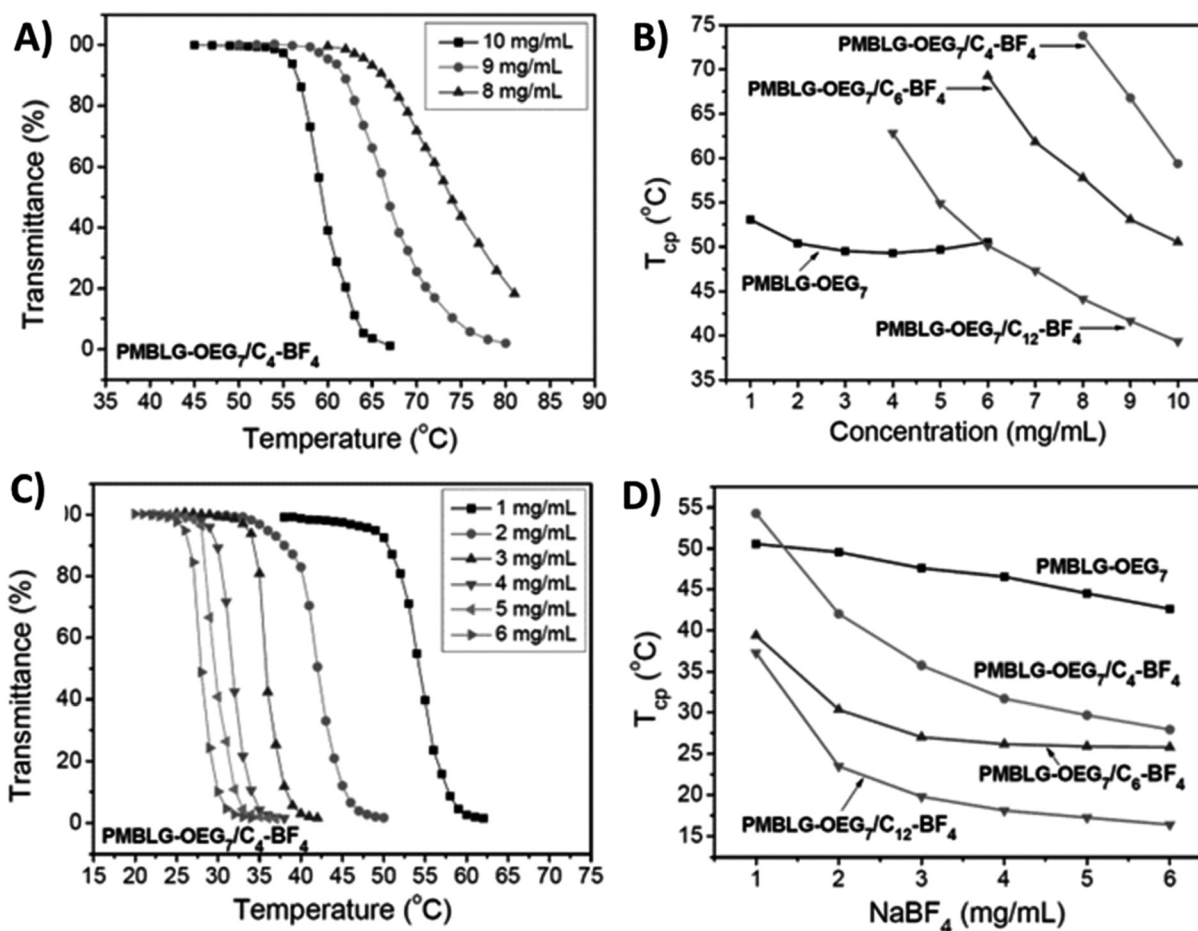 A)
10 mg/mL
9 mg/mL
8 mg/mL
Transmittance (%)
00
80
60
40
20
0
PMBLG-OEG₇/C₄-BF₄
35 40 45 50 55 60 65 70 75 80 85 90
Temperature (°C)
B)
PMBLG-OEG₇/C₄-BF₄
PMBLG-OEG₇/C₆-BF₄
PMBLG-OEG₇
PMBLG-OEG₇/C₁₂-BF₄
T_cp (°C)
75
70
65
60
55
50
45
40
35
1 2 3 4 5 6 7 8 9 10
Concentration (mg/mL)
C)
1 mg/mL
2 mg/mL
3 mg/mL
4 mg/mL
5 mg/mL
6 mg/mL
Transmittance (%)
00
80
60
40
20
0
PMBLG-OEG₇/C₄-BF₄
15 20 25 30 35 40 45 50 55 60 65 70 75
Temperature (°C)
D)
PMBLG-OEG₇
PMBLG-OEG₇/C₄-BF₄
PMBLG-OEG₇/C₆-BF₄
PMBLG-OEG₇/C₁₂-BF₄
T_cp (°C)
55
50
45
40
35
30
25
20
15
1 2 3 4 5 6
NaBF₄ (mg/mL)